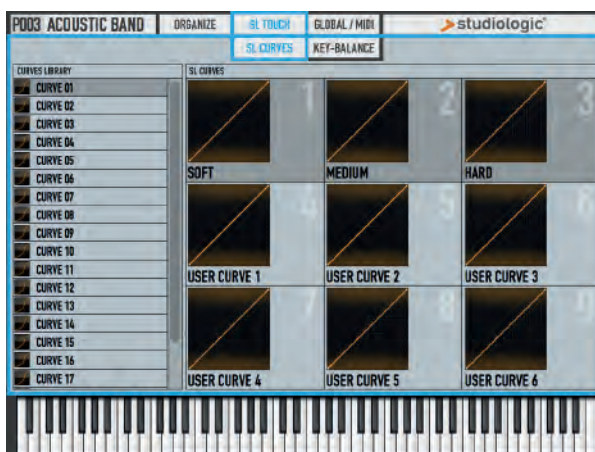 P003 ACOUSTIC BAND ORGANIZE SL TOUCH GLOBAL / MIDI studiologic
SL CURVES KEY-BALANCE
CURVES LIBRARY SL CURVES
CURVE 01
CURVE 02
CURVE 03
CURVE 04
CURVE 05
CURVE 06
CURVE 07
CURVE 08
CURVE 09
CURVE 10
CURVE 11
CURVE 12
CURVE 13
CURVE 14
CURVE 15
CURVE 16
CURVE 17
1 2 3
SOFT MEDIUM HARD
4 5 6
USER CURVE 1 USER CURVE 2 USER CURVE 3
7 8 9
USER CURVE 4 USER CURVE 5 USER CURVE 6